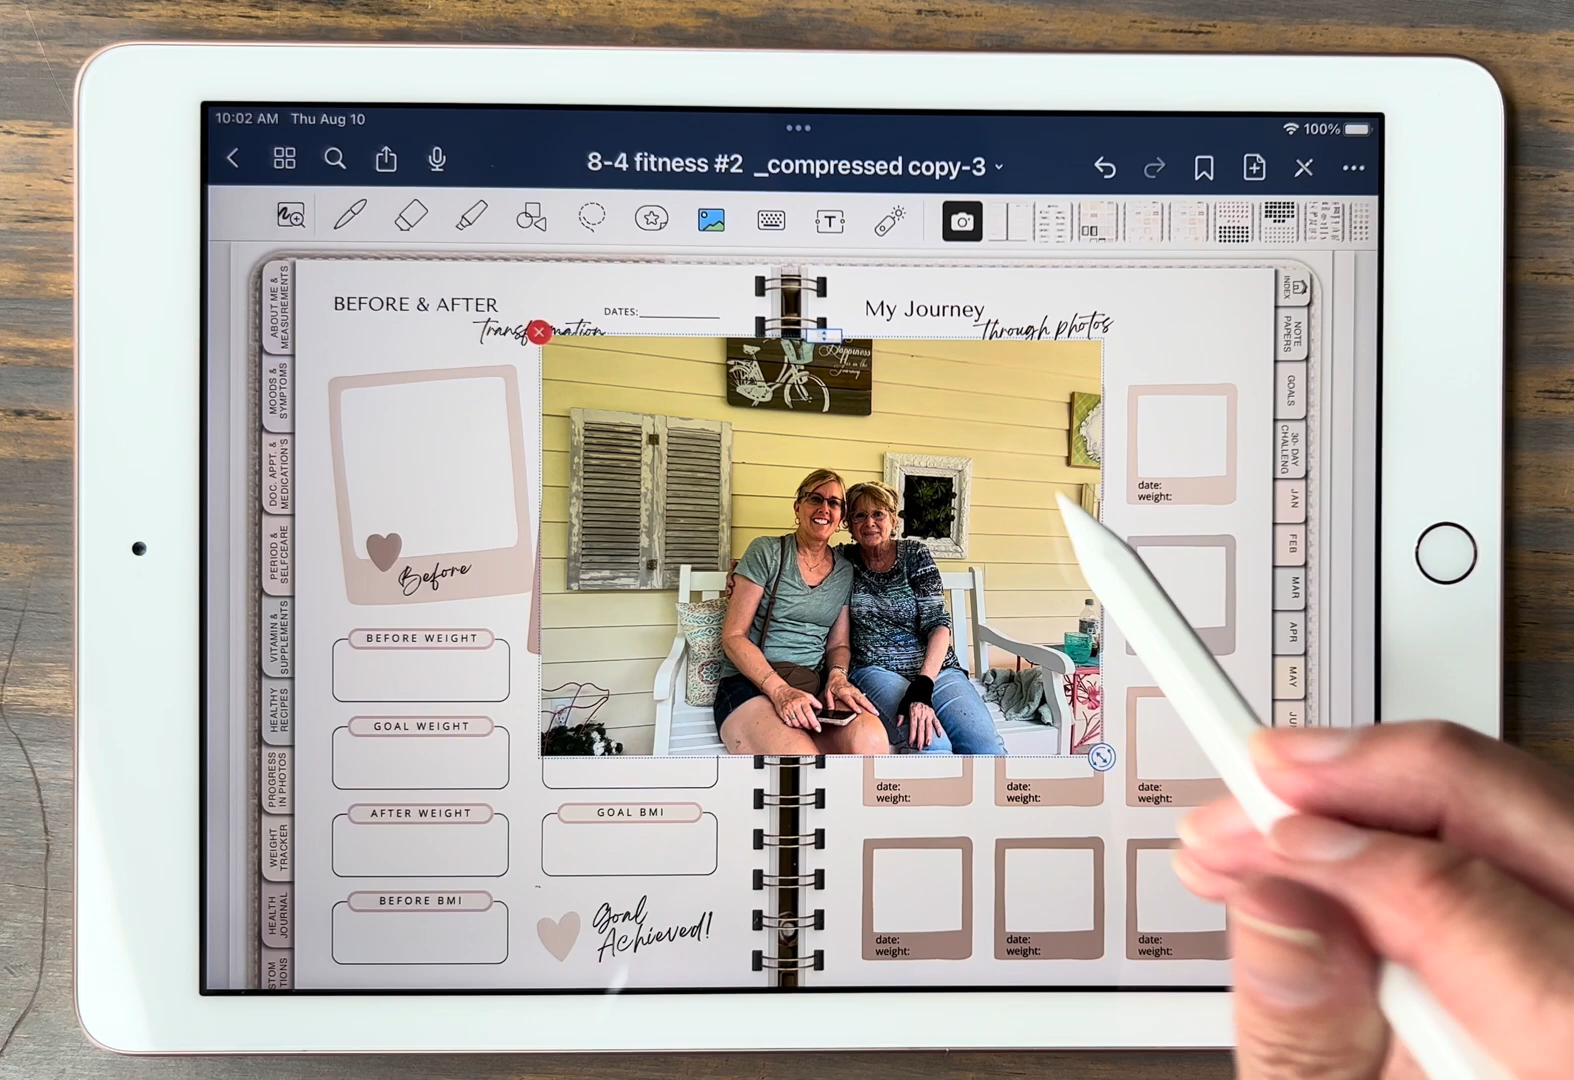 10:02 AM Thu Aug 10
100%
8-4 fitness #2 _compressed copy-3
T
BEFORE & AFTER
DATES:
My Journey
through photos
Happiness
Before
BEFORE WEIGHT
GOAL WEIGHT
AFTER WEIGHT
GOAL BMI
BEFORE BMI
Goal
Achieved!
date:
weight:
date:
weight:
date:
weight:
date:
weight:
date:
weight:
date:
weight:
date:
weight:
ABOUT ME &
MEASUREMENTS
MOODS &
SYMPTOMS
DOC. APPT. &
MEDICATION'S
PERIOD &
SELFCEARE
VITAMIN &
SUPPLEMENTS
HEALTHY
RECIPES
PROGRESS
IN PHOTOS
WEIGHT
TRACKER
HEALTH
JOURNAL
INDEX
NOTE
PAPERS
GOALS
30-DAY
CHALLENG
JAN
FEB
MAR
APR
MAY